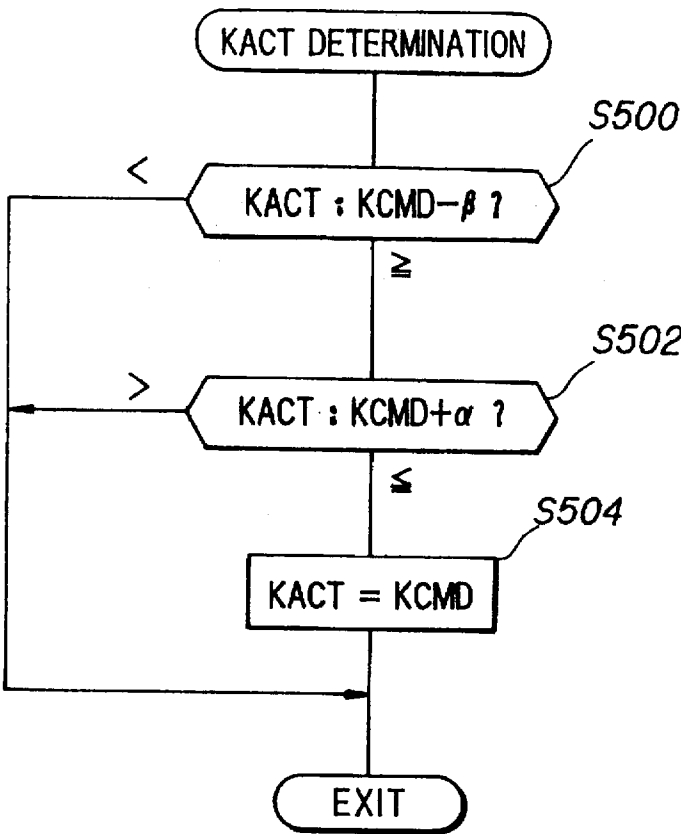 KACT DETERMINATION
S500
<
KACT : KCMD-β ?
≧
S502
>
KACT : KCMD+α ?
≦
S504
KACT = KCMD
EXIT